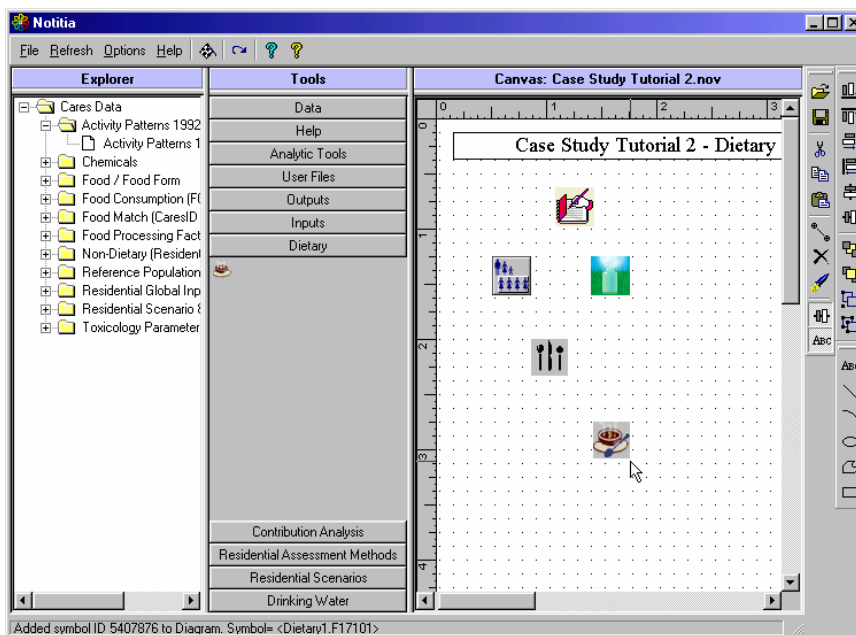 Notitia
File Refresh Options Help
Explorer
Cares Data
Activity Patterns 1992
Activity Patterns 1
Chemicals
Food / Food Form
Food Consumption (F(
Food Match (CaresID
Food Processing Fact
Non-Dietary (Resident
Reference Population
Residential Global Inp
Residential Scenario &
Toxicology Parameter
Tools
Data
Help
Analytic Tools
User Files
Outputs
Inputs
Dietary
Contribution Analysis
Residential Assessment Methods
Residential Scenarios
Drinking Water
Canvas: Case Study Tutorial 2.nov
0 1 2 3
0
1
2
3
4
Case Study Tutorial 2 - Dietary
ABC
ABC
Added symbol ID 5407876 to Diagram. Symbol= <Dietary1.F17101>